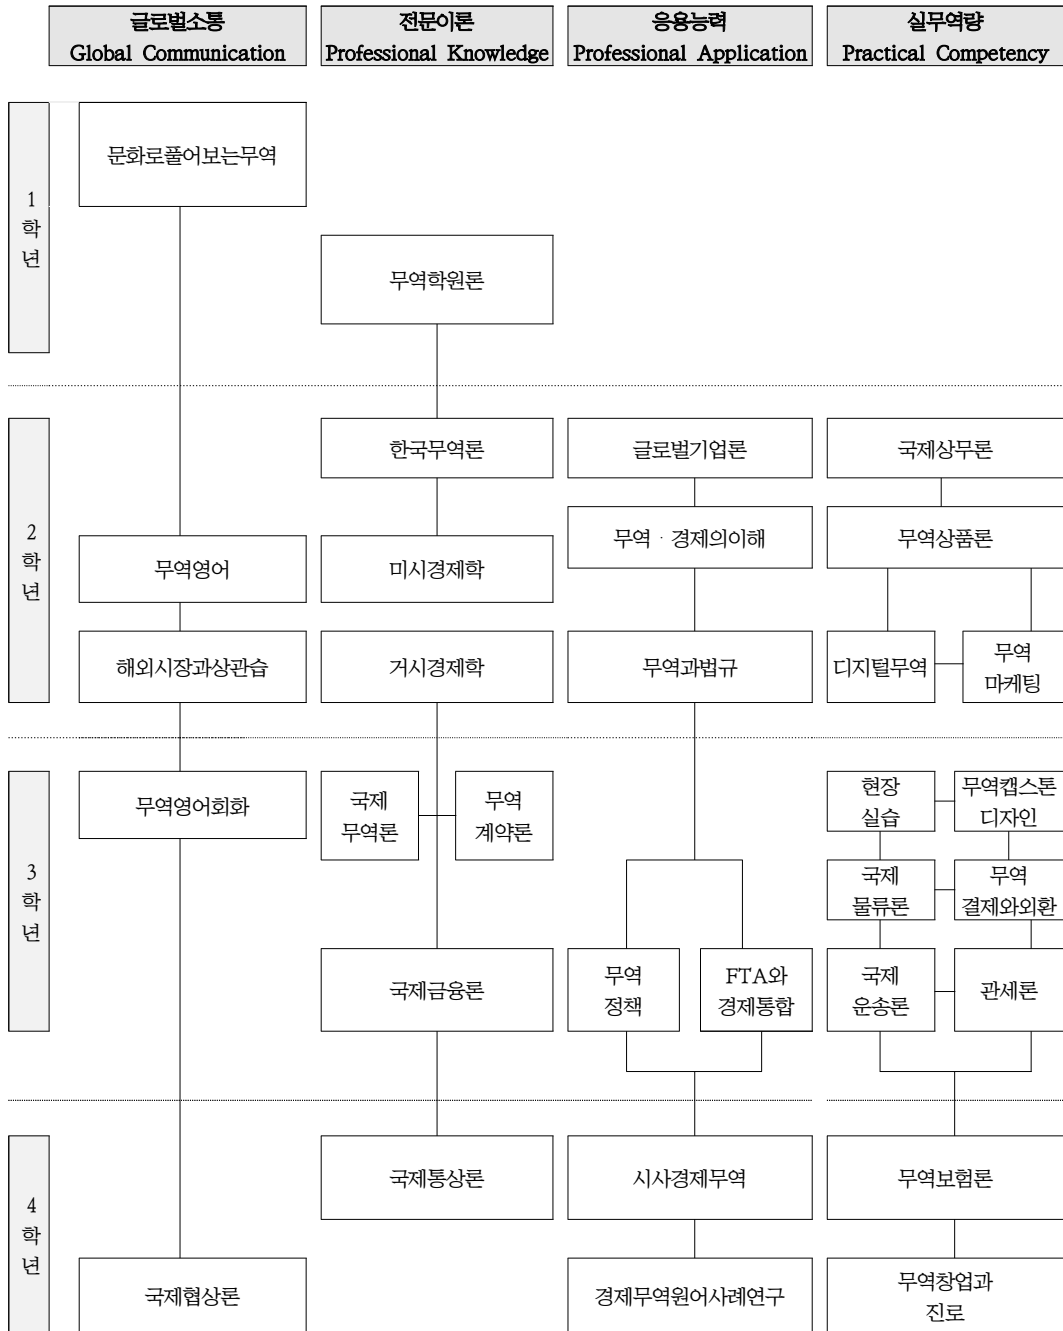 글로벌소통
Global Communication
전문이론
Professional Knowledge
응용능력
Professional Application
실무역량
Practical Competency
1
학
년
문화로풀어보는무역
무역학원론
2
학
년
한국무역론
글로벌기업론
국제상무론
무역 · 경제의이해
무역상품론
무역영어
미시경제학
해외시장과상관습
거시경제학
무역과법규
디지털무역
무역
마케팅
3
학
년
무역영어회화
국제
무역론
무역
계약론
현장
실습
무역캡스톤
디자인
국제
물류론
무역
결제와외환
국제금융론
무역
정책
FTA와
경제통합
국제
운송론
관세론
4
학
년
국제통상론
시사경제무역
무역보험론
국제협상론
경제무역원어사례연구
무역창업과
진로